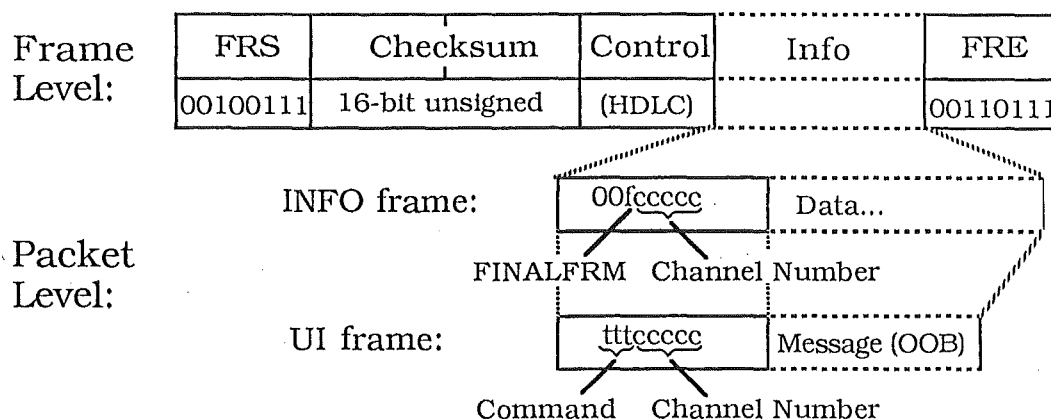 Frame Level:
FRS Checksum Control Info FRE
00100111 16-bit unsigned (HDLC) 00110111
INFO frame: 00fccccc Data...
FINALFRM Channel Number
Packet Level:
UI frame: tttccccc Message (OOB)
Command Channel Number